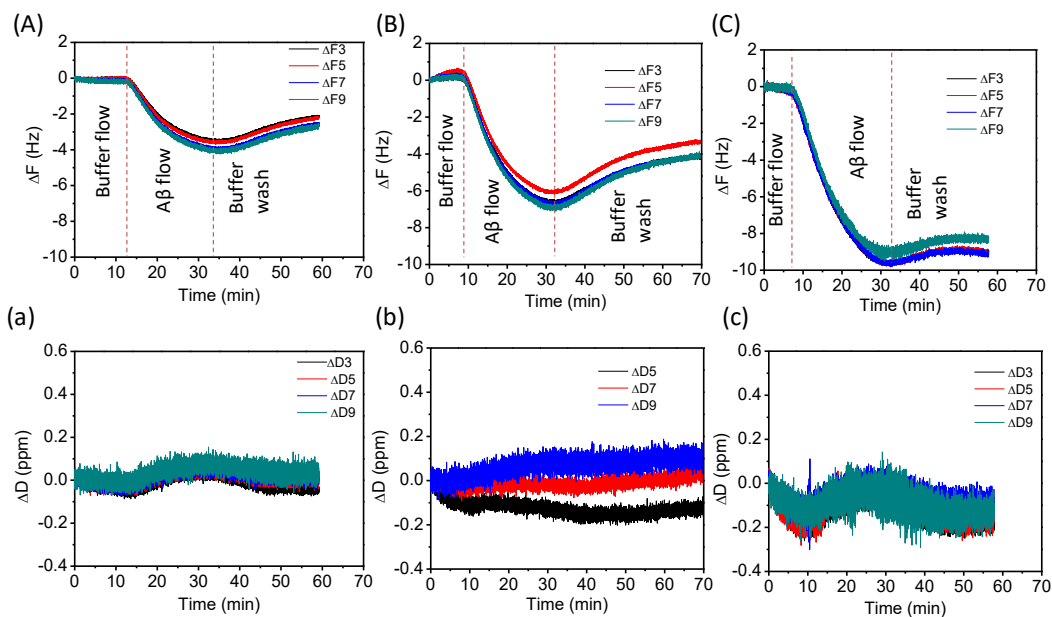 (A)
2
0
-2
-4
-6
-8
-10
ΔF (Hz)
ΔF3
ΔF5
ΔF7
ΔF9
Buffer flow
Aβ flow
Buffer
wash
0 10 20 30 40 50 60 70
Time (min)
(B)
2
0
-2
-4
-6
-8
-10
ΔF (Hz)
ΔF3
ΔF5
ΔF7
ΔF9
Buffer flow
Aβ flow
Buffer
wash
0 10 20 30 40 50 60 70
Time (min)
(C)
2
0
-2
-4
-6
-8
-10
ΔF (Hz)
ΔF3
ΔF5
ΔF7
ΔF9
Buffer flow
Aβ flow
Buffer
wash
0 10 20 30 40 50 60 70
Time (min)
(a)
0.6
0.4
0.2
0.0
-0.2
-0.4
ΔD (ppm)
ΔD3
ΔD5
ΔD7
ΔD9
0 10 20 30 40 50 60 70
Time (min)
(b)
0.6
0.4
0.2
0.0
-0.2
-0.4
ΔD (ppm)
ΔD5
ΔD7
ΔD9
0 10 20 30 40 50 60 70
Time (min)
(c)
0.6
0.4
0.2
0.0
-0.2
-0.4
ΔD (ppm)
ΔD3
ΔD5
ΔD7
ΔD9
0 10 20 30 40 50 60 70
Time (min)